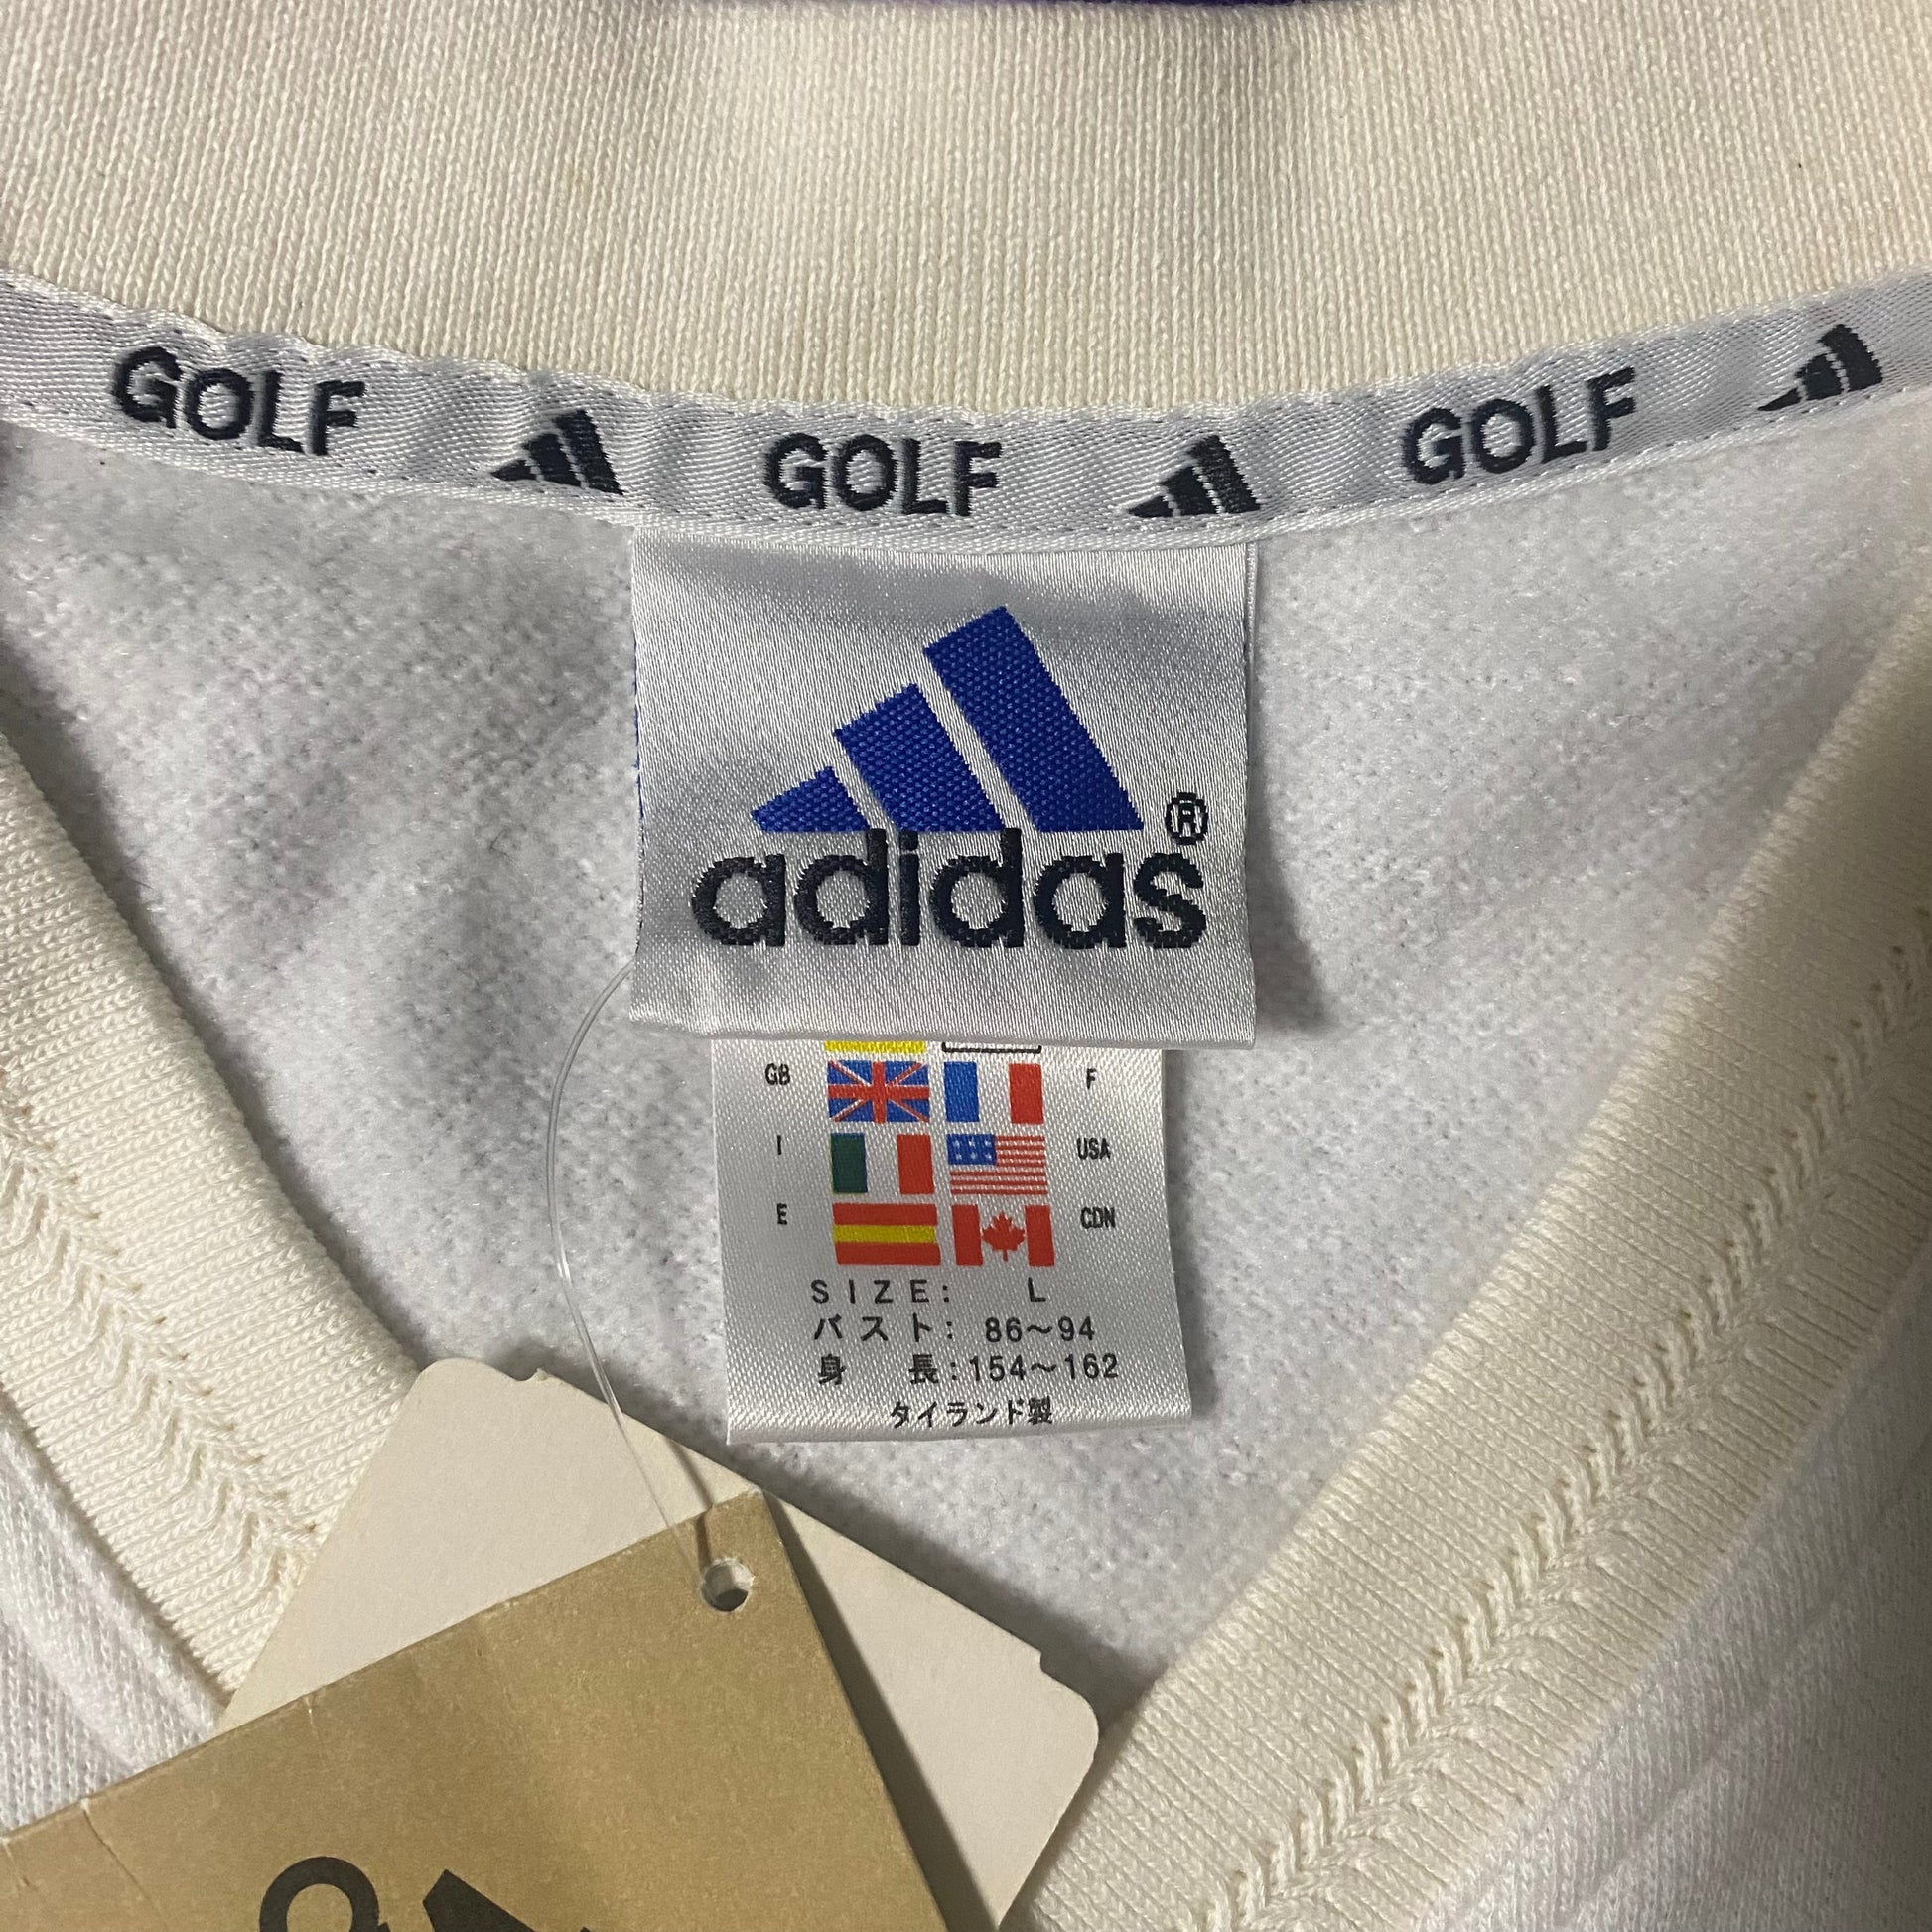 GOLF GOLF GOLF
adidas®
GB F
I USA
E CDN
SIZE: L
バスト: 86～94
身 長:154～162
タイランド製